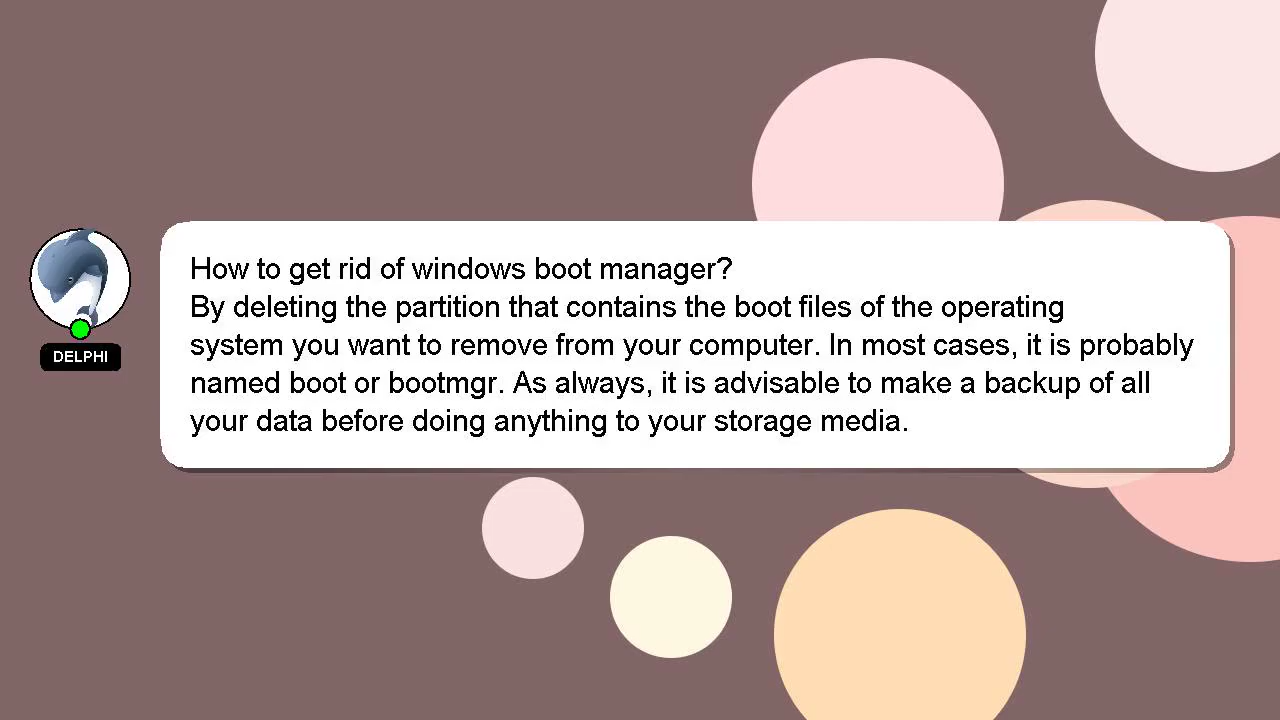 How to get rid of windows boot manager?
By deleting the partition that contains the boot files of the operating
system you want to remove from your computer. In most cases, it is probably
named boot or bootmgr. As always, it is advisable to make a backup of all
your data before doing anything to your storage media.
DELPHI